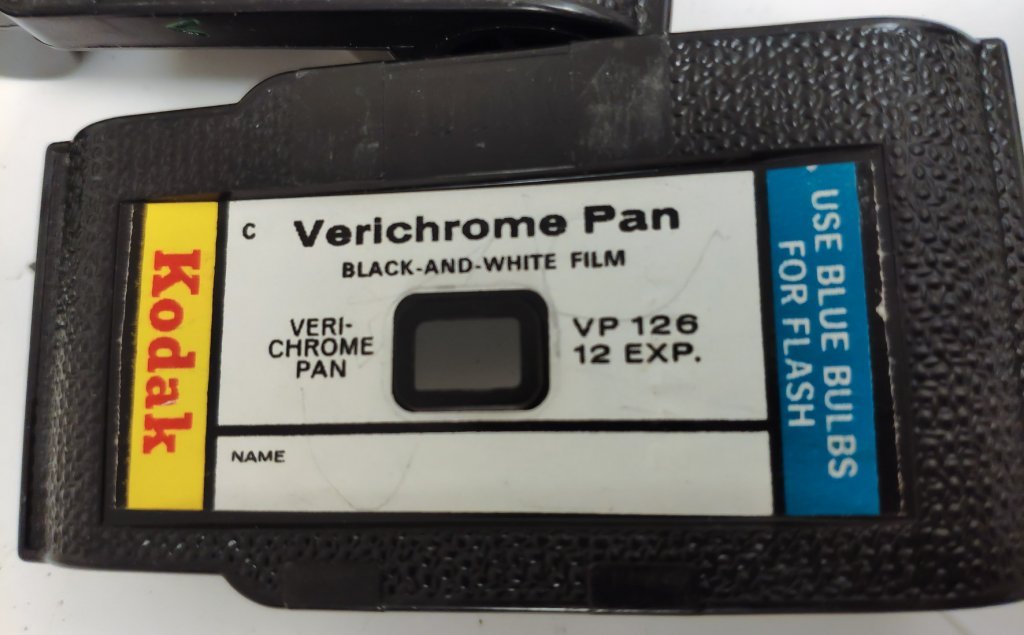 Kodak
C Verichrome Pan
BLACK-AND-WHITE FILM
VERI-
CHROME
PAN
VP 126
12 EXP.
NAME
USE BLUE BULBS
FOR FLASH